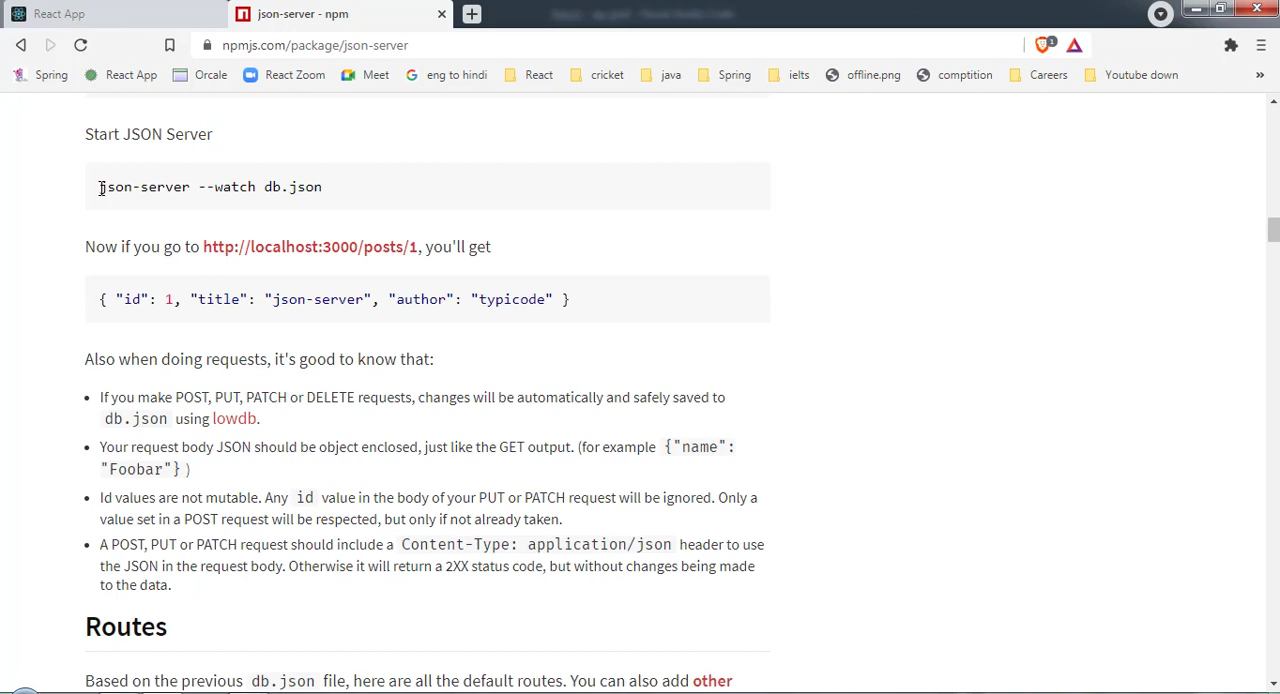 React App
json-server - npm
npmjs.com/package/json-server
1
Spring
React App
Orcale
React Zoom
Meet
eng to hindi
React
cricket
java
Spring
ielts
offline.png
comptition
Careers
Youtube down
»
Start JSON Server
json-server --watch db.json
Now if you go to http://localhost:3000/posts/1, you'll get
{ "id": 1, "title": "json-server", "author": "typicode" }
Also when doing requests, it's good to know that:
• If you make POST, PUT, PATCH or DELETE requests, changes will be automatically and safely saved to
db.json using lowdb.
• Your request body JSON should be object enclosed, just like the GET output. (for example {"name":
"Foobar"} )
• Id values are not mutable. Any id value in the body of your PUT or PATCH request will be ignored. Only a
value set in a POST request will be respected, but only if not already taken.
• A POST, PUT or PATCH request should include a Content-Type: application/json header to use
the JSON in the request body. Otherwise it will return a 2XX status code, but without changes being made
to the data.
Routes
Based on the previous db.json file, here are all the default routes. You can also add other